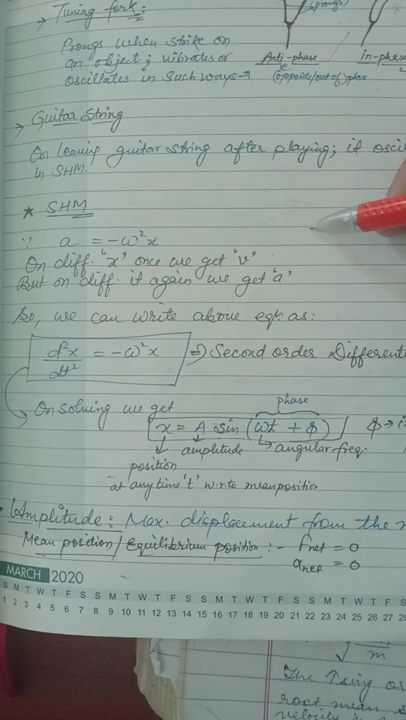 → Tuning fork:
Prongs when strike on
an object; vibrates or
oscillates in such ways →
(prongs)
Anti-phase
(opposite/out of) phase
In-phase
→ Guitar String
On leaving guitar string after playing; it osci
in SHM.
★ SHM
∵ a = -ω²x
On diff. 'x' once we get 'v'
But on diff. it again we get 'a'
So, we can write above eqn as:
d²x/dt² = -ω²x ⇒ Second order Different
On solving we get
phase
x = A sin (ωt + ϕ)
ϕ →
position
amplitude
angular freq.
at any time 't' w.r.to mean position
• Amplitude: Max. displacement from the
Mean position/Equilibrium position:- Fnet = 0
anet = 0
MARCH 2020
S M T W T F S S M T W T F S S M T W T F S S M T W T F S
1 2 3 4 5 6 7 8 9 10 11 12 13 14 15 16 17 18 19 20 21 22 23 24 25 26 27 28
m
The
root mean s
velocity